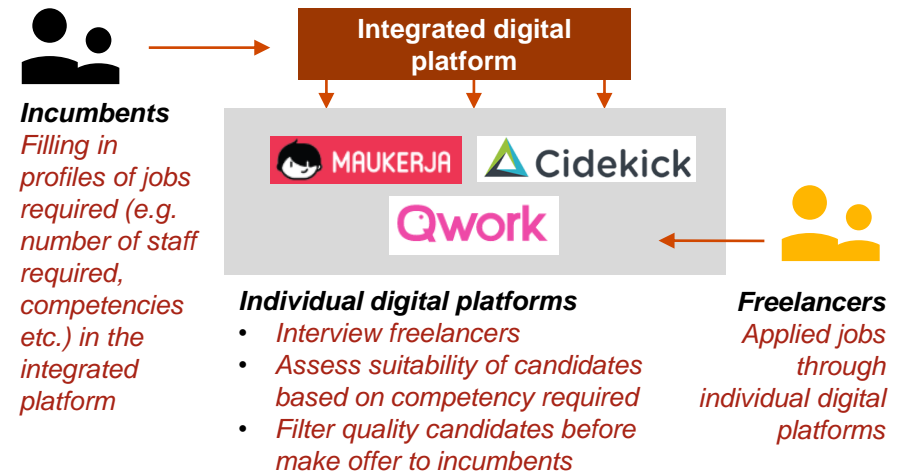 Integrated digital
platform
Incumbents
Filling in
profiles of jobs
required (e.g.
number of staff
required,
competencies
etc.) in the
integrated
platform
MAUKERJA
Cidekick
Qwork
Individual digital platforms
• Interview freelancers
• Assess suitability of candidates
based on competency required
• Filter quality candidates before
make offer to incumbents
Freelancers
Applied jobs
through
individual digital
platforms